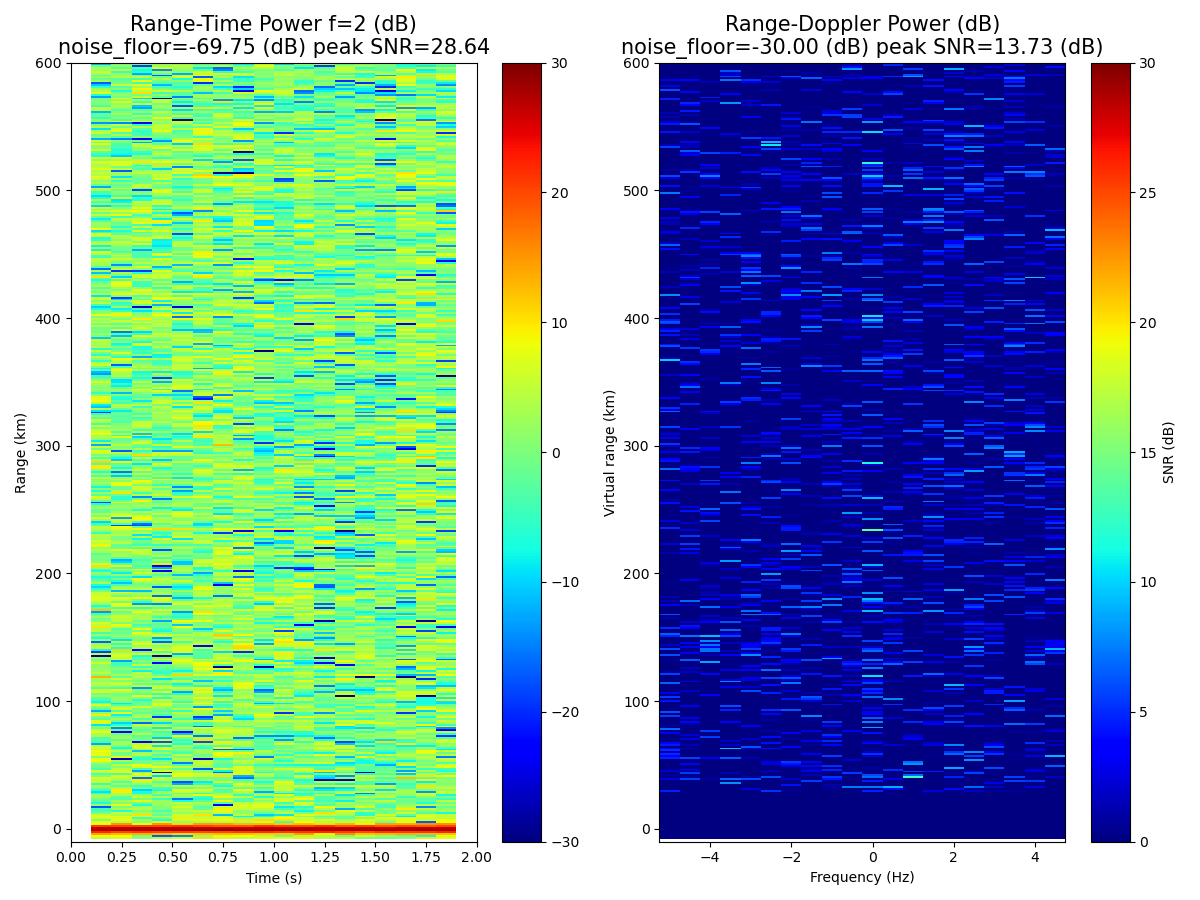 Range-Time Power f=2 (dB)
noise_floor=-69.75 (dB) peak SNR=28.64
600
500
400
300
200
100
0
Range (km)
0.00 0.25 0.50 0.75 1.00 1.25 1.50 1.75 2.00
Time (s)
30
20
10
0
−10
−20
−30
Range-Doppler Power (dB)
noise_floor=-30.00 (dB) peak SNR=13.73 (dB)
600
500
400
300
200
100
0
Virtual range (km)
−4 −2 0 2 4
Frequency (Hz)
30
25
20
15
10
5
0
SNR (dB)